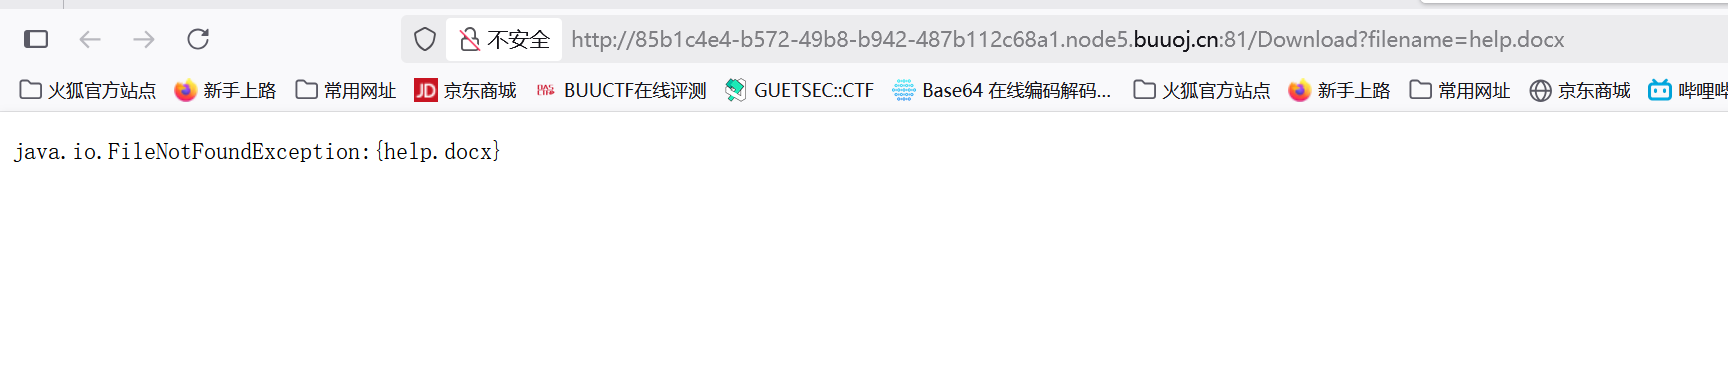 不安全 http://85b1c4e4-b572-49b8-b942-487b112c68a1.node5.buuoj.cn:81/Download?filename=help.docx
火狐官方站点 新手上路 常用网址 JD 京东商城 BUUCTF在线评测 GUETSEC::CTF Base64 在线编码解码... 火狐官方站点 新手上路 常用网址 京东商城 哔哩哔
java.io.FileNotFoundException:{help.docx}